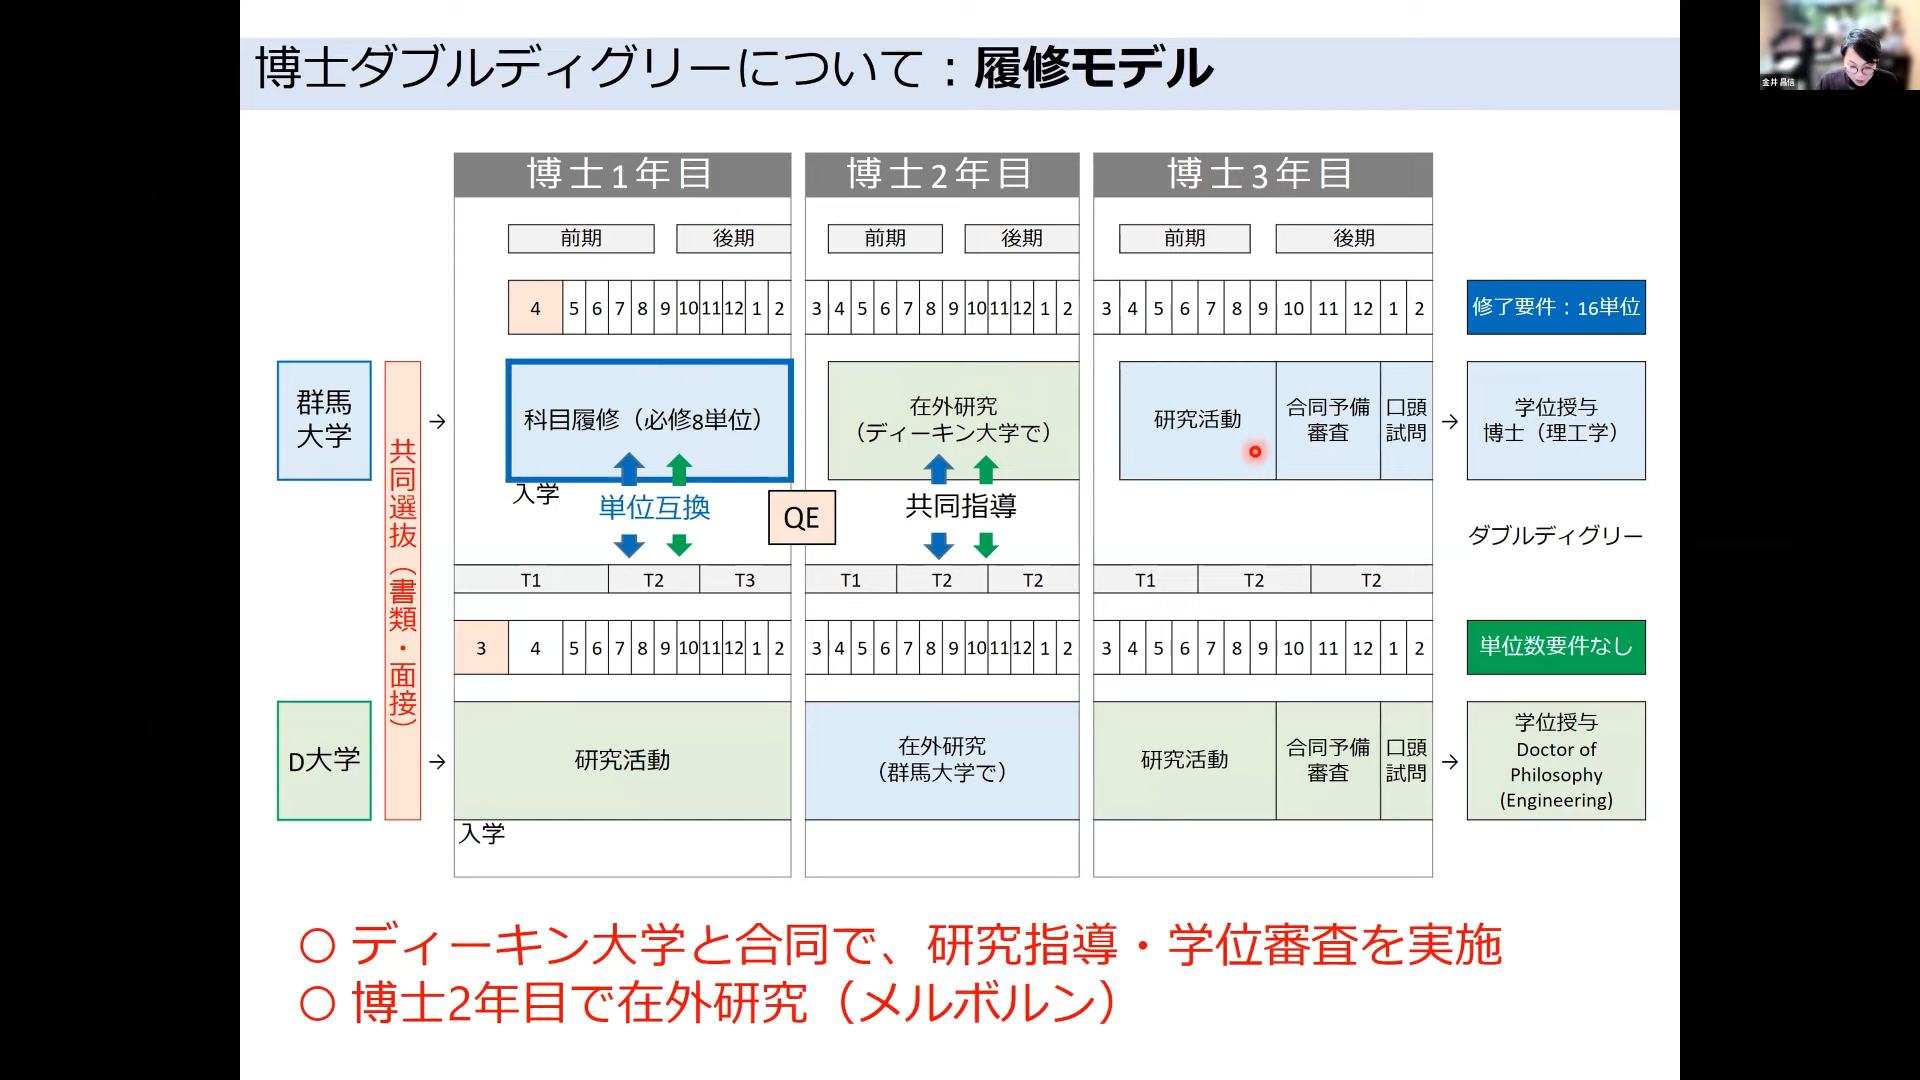 博士ダブルディグリーについて：履修モデル
金井 昌信
博士1年目 博士2年目 博士3年目
前期 後期 前期 後期 前期 後期
4 5 6 7 8 9 10 11 12 1 2 3 4 5 6 7 8 9 10 11 12 1 2 3 4 5 6 7 8 9 10 11 12 1 2
修了要件：16単位
群馬
大学
共同選抜（書類・面接）
→
科目履修（必修8単位）
在外研究
（ディーキン大学で）
研究活動
合同予備
審査
口頭
試問
→
学位授与
博士（理工学）
入学
単位互換
QE
共同指導
ダブルディグリー
T1 T2 T3 T1 T2 T2 T1 T2 T2
3 4 5 6 7 8 9 10 11 12 1 2 3 4 5 6 7 8 9 10 11 12 1 2 3 4 5 6 7 8 9 10 11 12 1 2
単位数要件なし
D大学
→
研究活動
在外研究
（群馬大学で）
研究活動
合同予備
審査
口頭
試問
→
学位授与
Doctor of
Philosophy
(Engineering)
入学
○ ディーキン大学と合同で、研究指導・学位審査を実施
○ 博士2年目で在外研究（メルボルン）